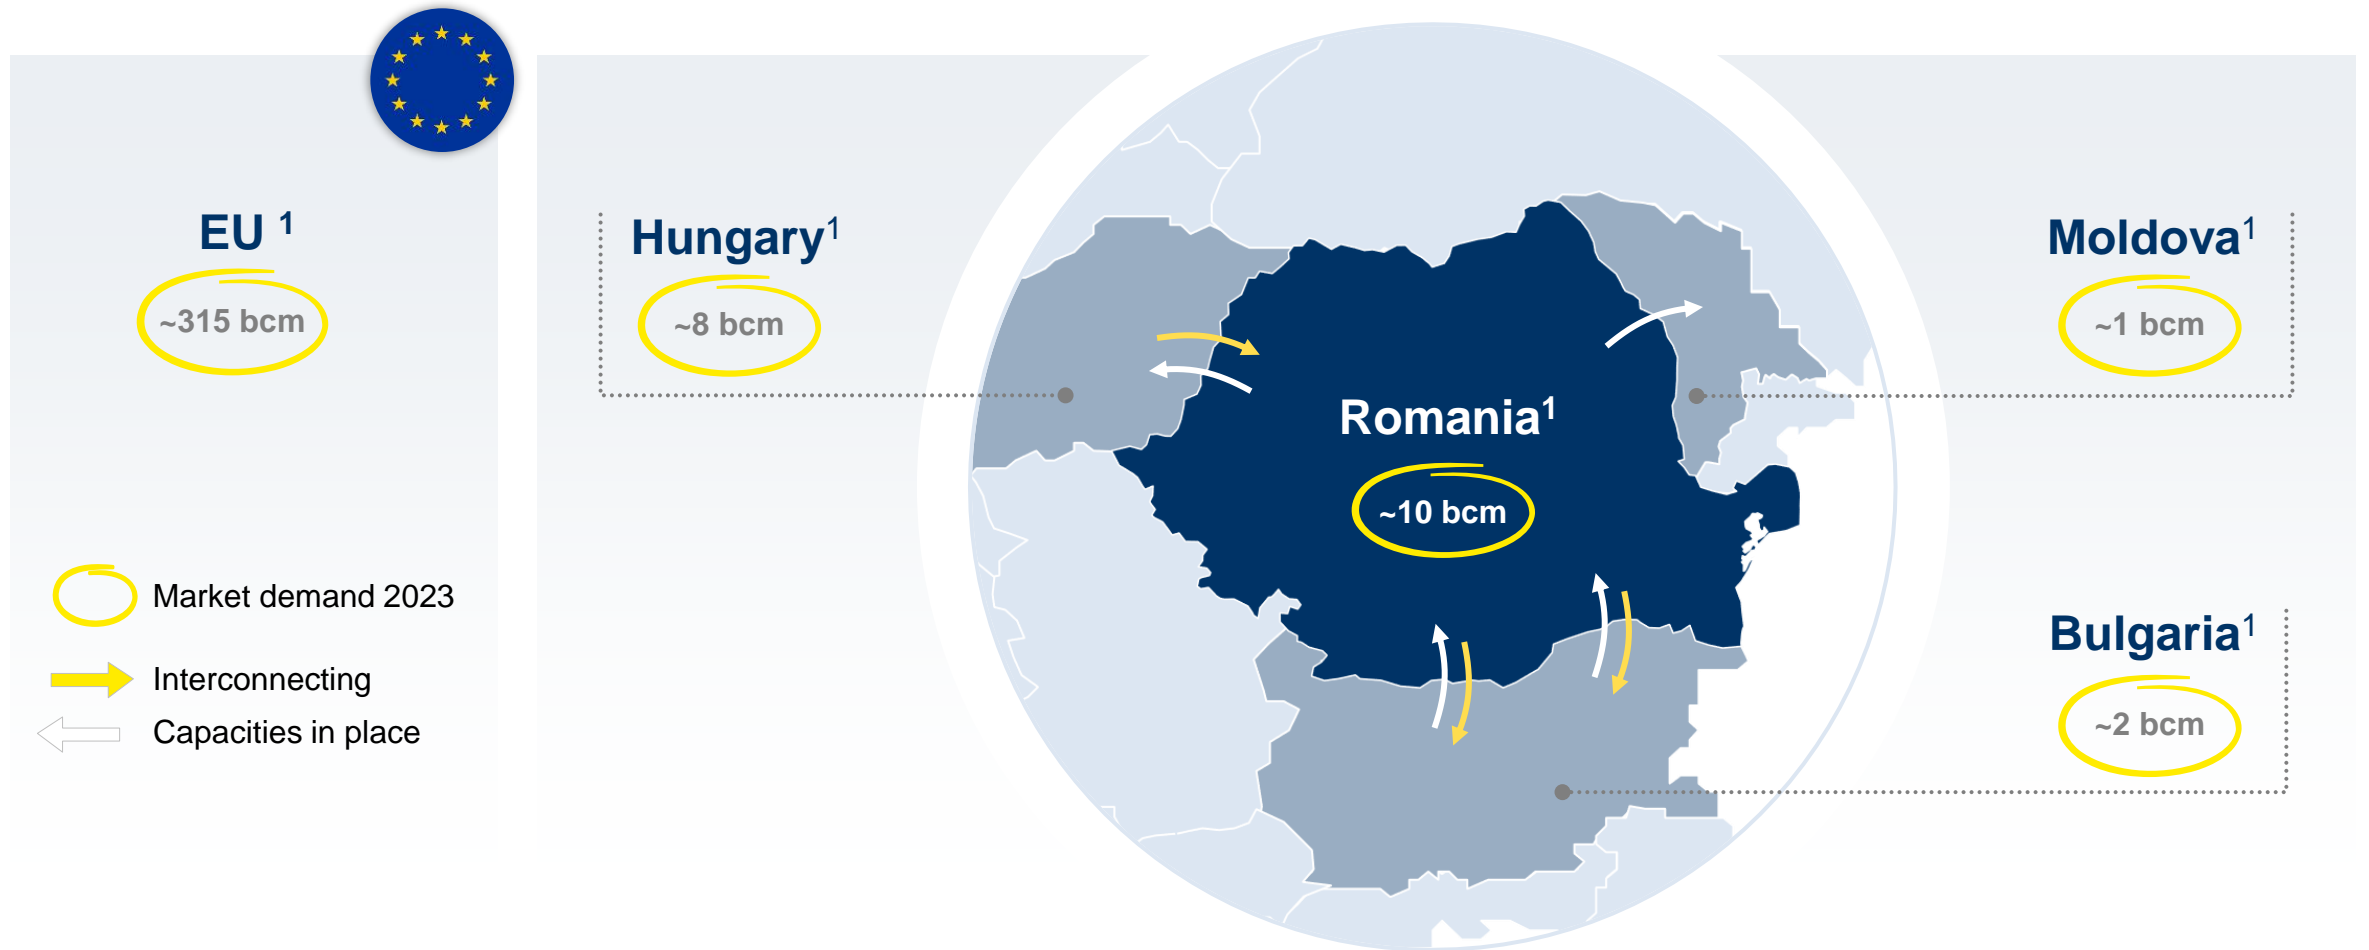 EU 1
~315 bcm
Market demand 2023
Interconnecting
Capacities in place
Hungary1
~8 bcm
Romania1
~10 bcm
Moldova1
~1 bcm
Bulgaria1
~2 bcm